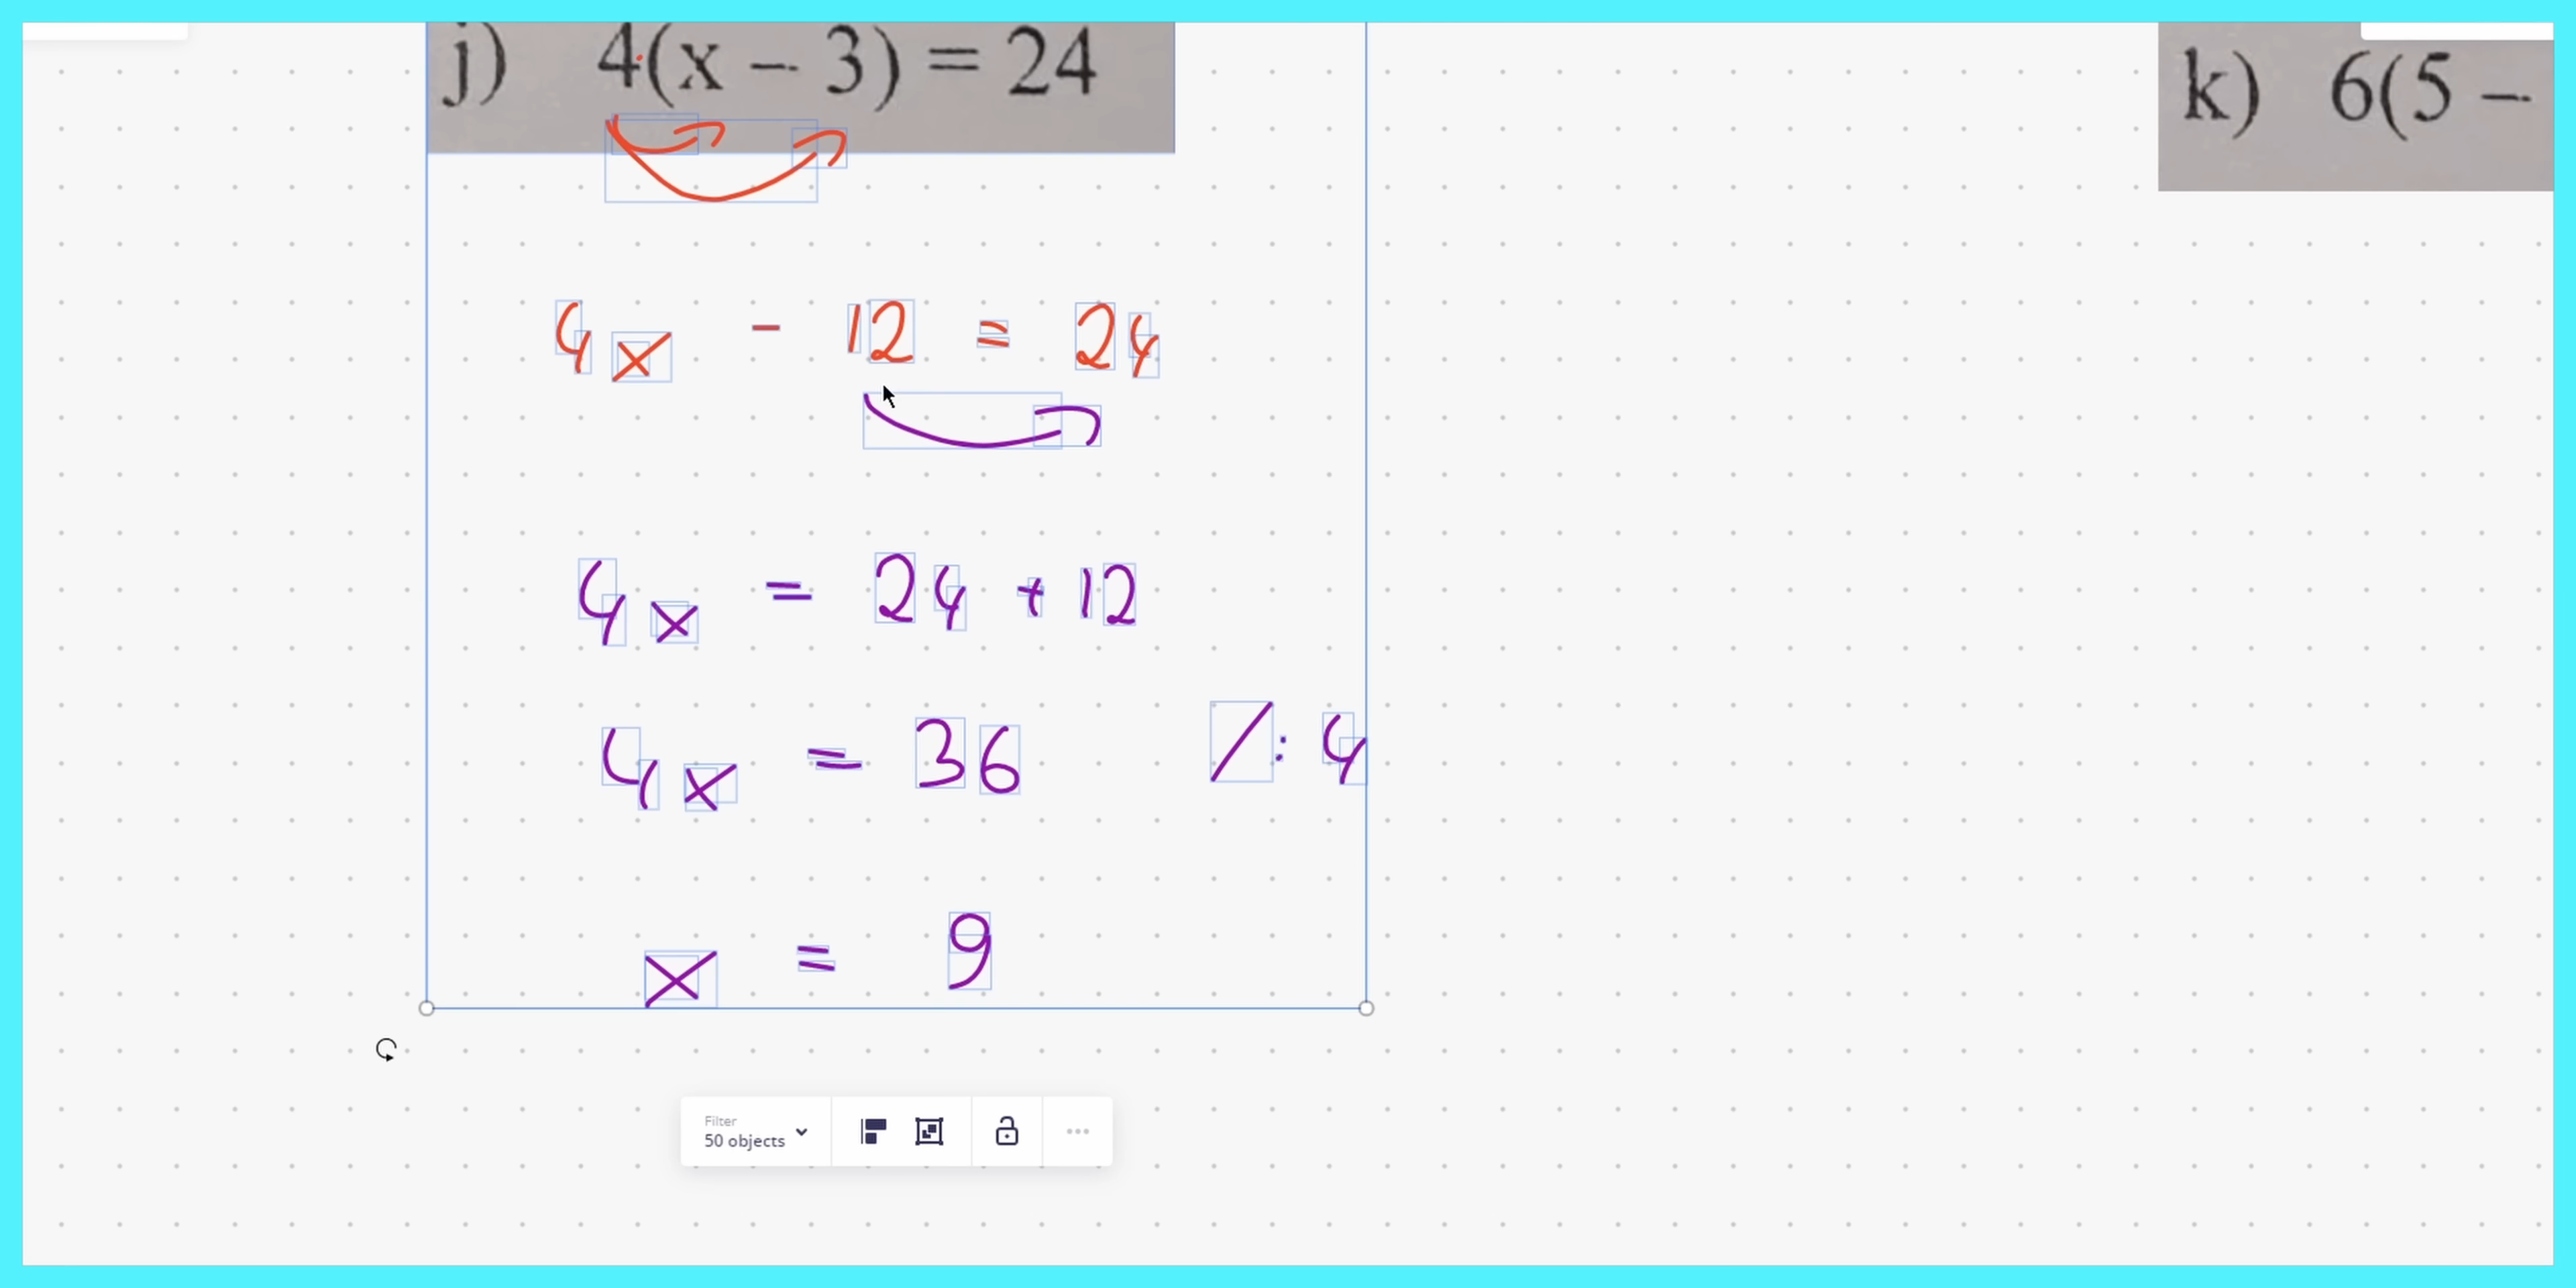 j) 4(x – 3) = 24
k) 6(5 –
4x - 12 = 24
4x = 24 + 12
4x = 36 /: 4
x = 9
Filter
50 objects